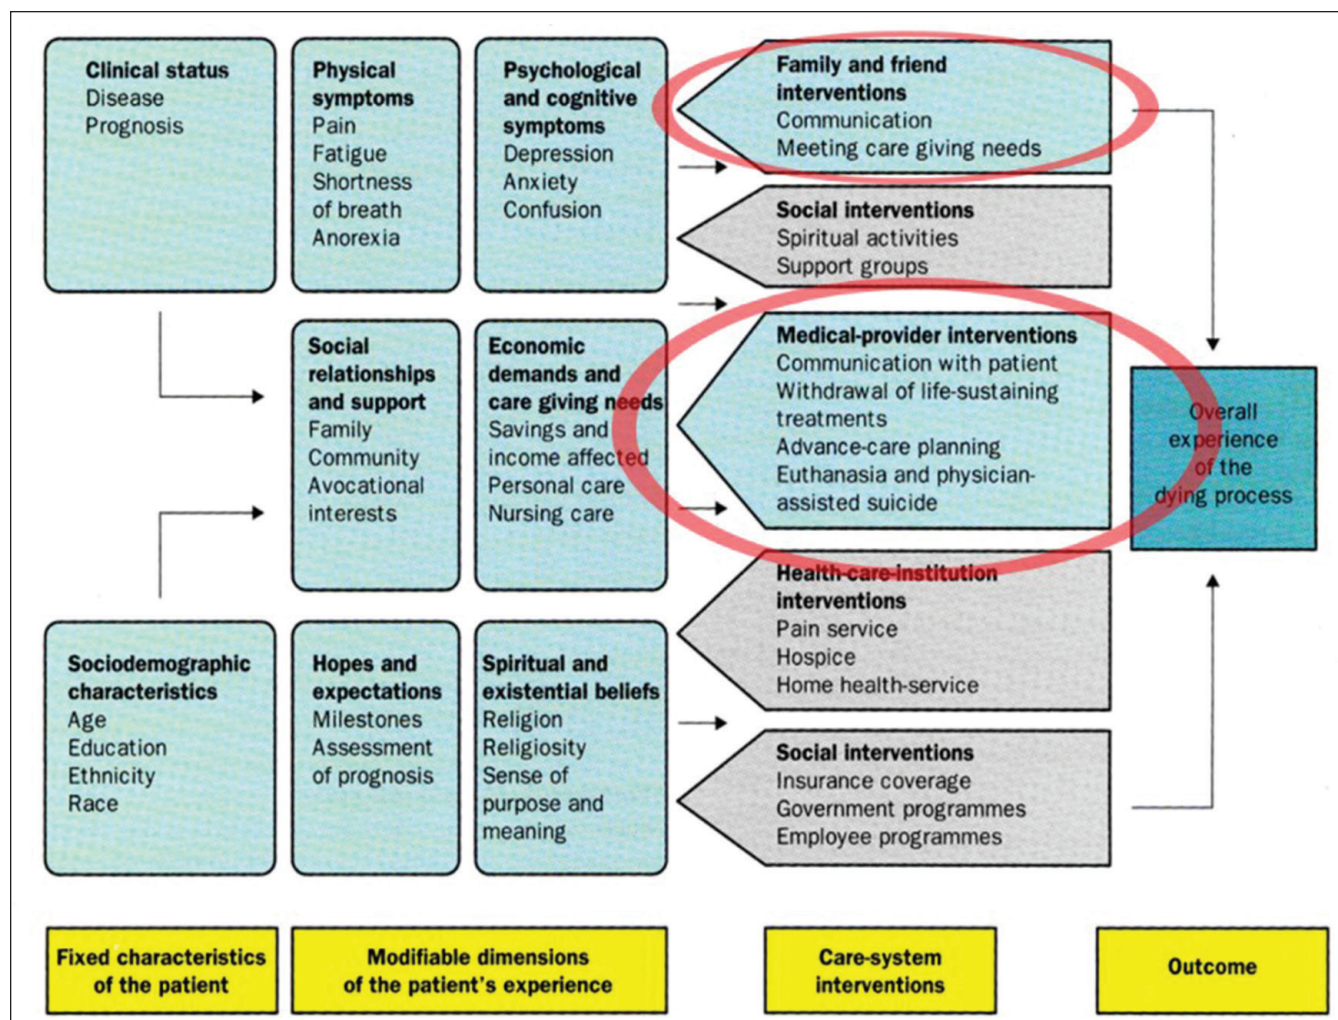 Clinical status
Disease
Prognosis
Physical
symptoms
Pain
Fatigue
Shortness
of breath
Anorexia
Psychological
and cognitive
symptoms
Depression
Anxiety
Confusion
Family and friend
interventions
Communication
Meeting care giving needs
Social interventions
Spiritual activities
Support groups
Social
relationships
and support
Family
Community
Avocational
interests
Economic
demands and
care giving needs
Savings and
income affected
Personal care
Nursing care
Medical-provider interventions
Communication with patient
Withdrawal of life-sustaining
treatments
Advance-care planning
Euthanasia and physician-
assisted suicide
Overall
experience
of the
dying process
Health-care-institution
interventions
Pain service
Hospice
Home health-service
Sociodemographic
characteristics
Age
Education
Ethnicity
Race
Hopes and
expectations
Milestones
Assessment
of prognosis
Spiritual and
existential beliefs
Religion
Religiosity
Sense of
purpose and
meaning
Social interventions
Insurance coverage
Government programmes
Employee programmes
Fixed characteristics
of the patient
Modifiable dimensions
of the patient's experience
Care-system
interventions
Outcome